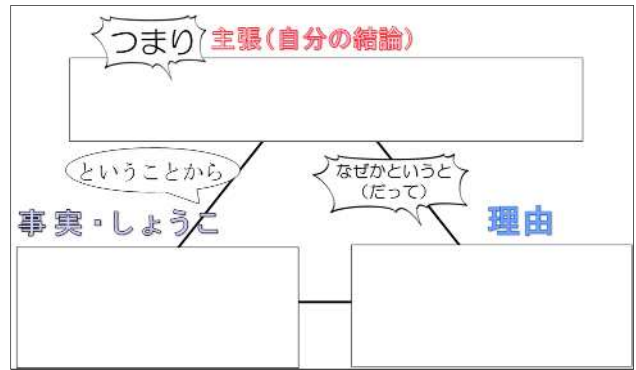 つまり
主張(自分の結論)
ということから
なぜかというと
(だって)
事実・しょうこ
理由